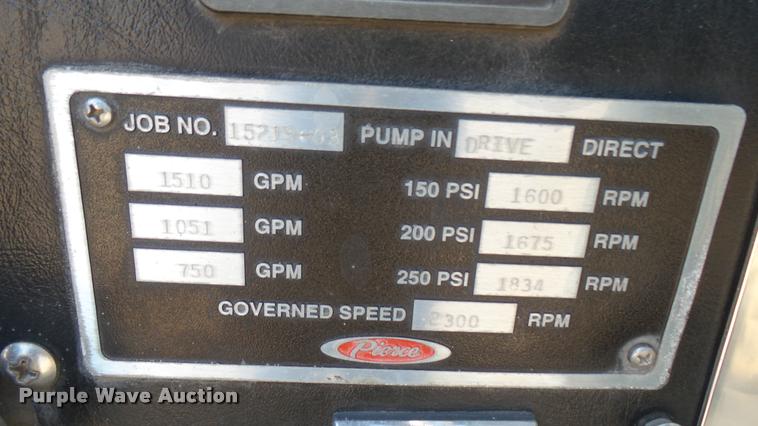 JOB NO. PUMP IN DRIVE DIRECT
1510 GPM 150 PSI 1600 RPM
1051 GPM 200 PSI 1675 RPM
750 GPM 250 PSI 1834 RPM
GOVERNED SPEED 2300 RPM
Pierce
Purple Wave Auction